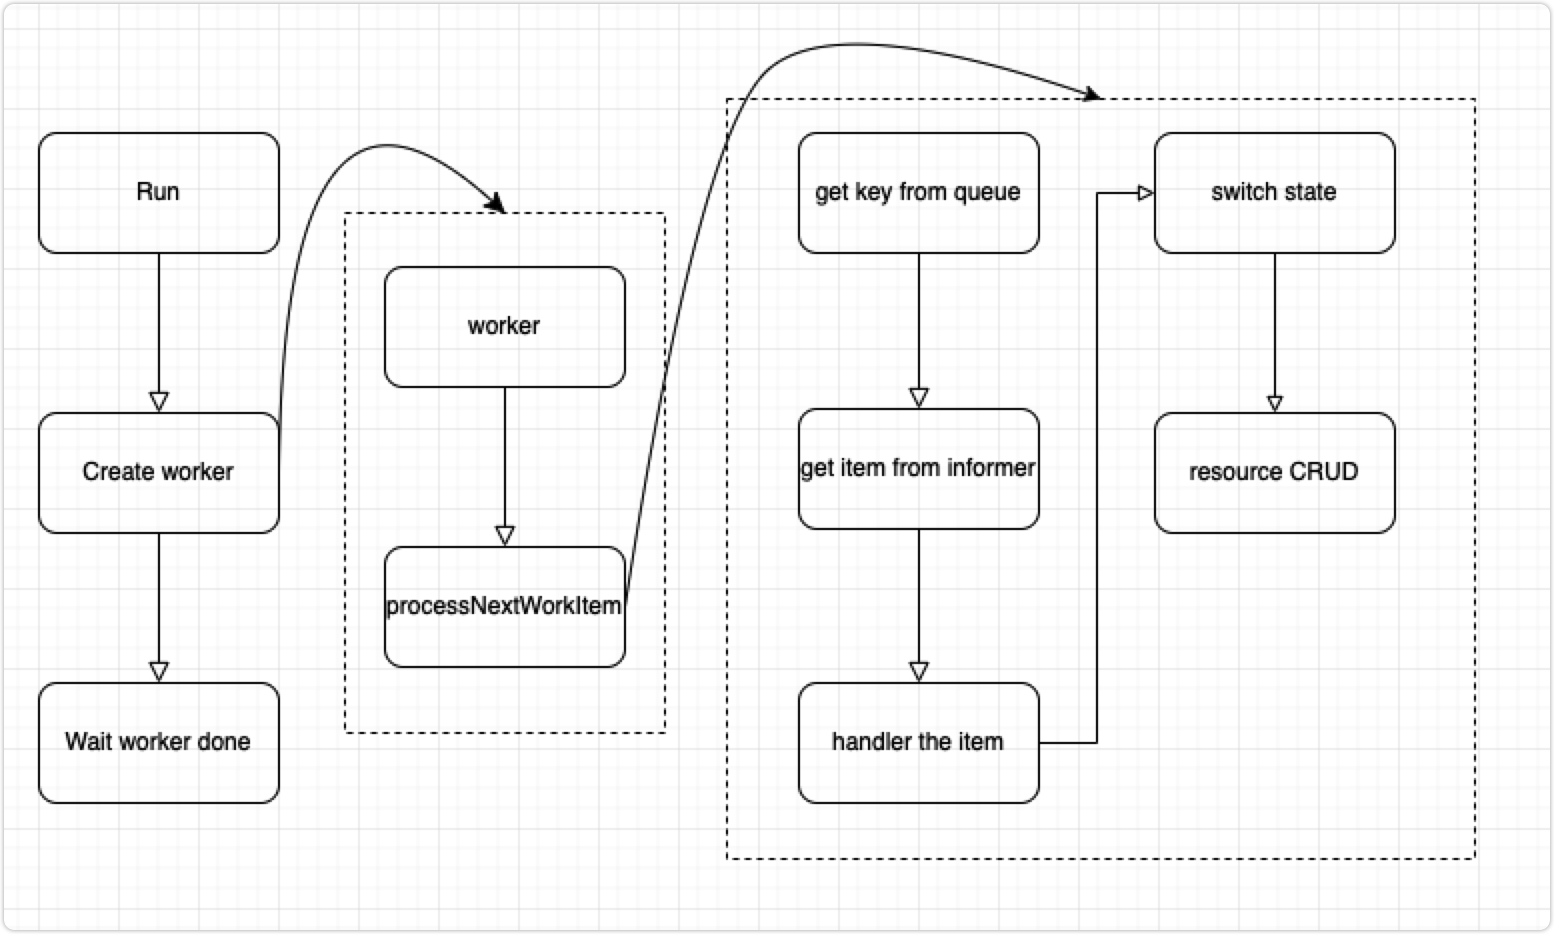 Run
Create worker
Wait worker done
worker
processNextWorkItem
get key from queue
get item from informer
handler the item
switch state
resource CRUD